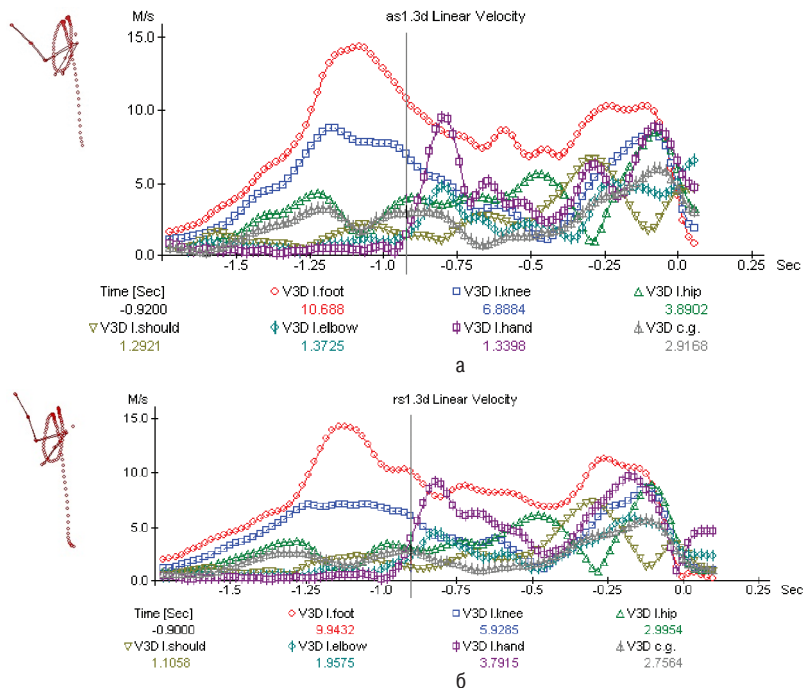 M/s as1.3d Linear Velocity
15.0
10.0
5.0
0.0
-1.5 -1.25 -1.0 -0.75 -0.5 -0.25 0.0 0.25 Sec
Time [Sec] V3D l.foot V3D l.knee V3D l.hip
-0.9200 10.688 6.8884 3.8902
V3D l.should V3D l.elbow V3D l.hand V3D c.g.
1.2921 1.3725 1.3398 2.9168
а
M/s rs1.3d Linear Velocity
15.0
10.0
5.0
0.0
-1.5 -1.25 -1.0 -0.75 -0.5 -0.25 0.0 0.25 Sec
Time [Sec] V3D l.foot V3D l.knee V3D l.hip
-0.9000 9.9432 5.9285 2.9954
V3D l.should V3D l.elbow V3D l.hand V3D c.g.
1.1058 1.9575 3.7915 2.7564
б